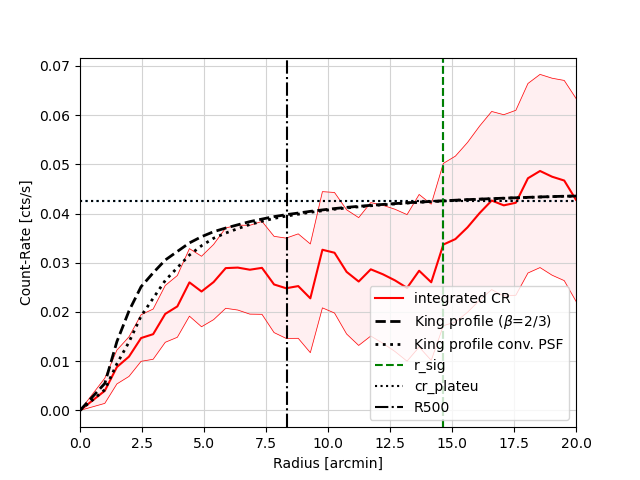 0.07
0.06
0.05
0.04
0.03
0.02
0.01
0.00
Count-Rate [cts/s]
integrated CR
King profile (β=2/3)
King profile conv. PSF
r_sig
cr_plateu
R500
0.0 2.5 5.0 7.5 10.0 12.5 15.0 17.5 20.0
Radius [arcmin]